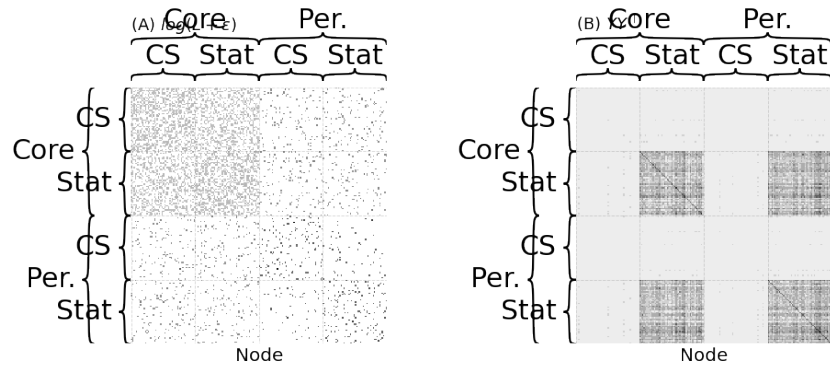 Core Per.
(A) log(L + ε)
CS Stat CS Stat
CS
Core
Stat
CS
Per.
Stat
Node
Core Per.
(B)
CS Stat CS Stat
CS
Core
Stat
CS
Per.
Stat
Node